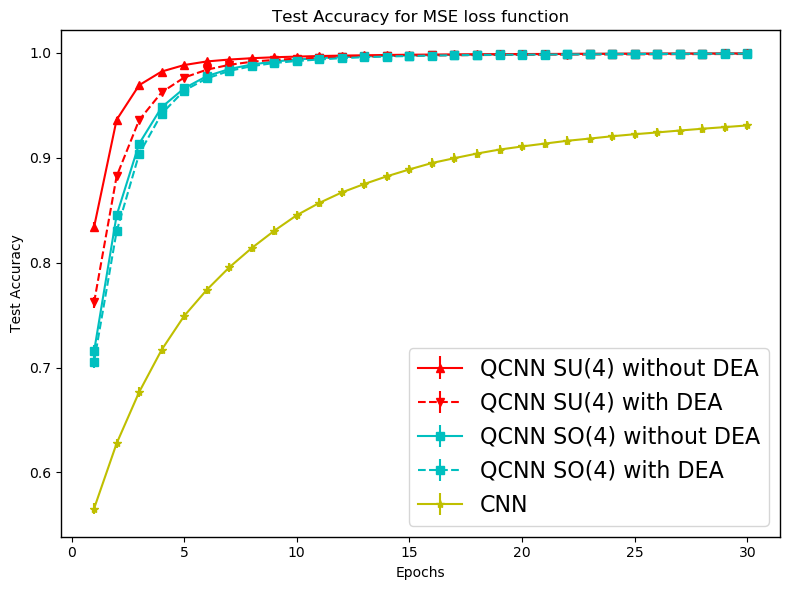 Test Accuracy for MSE loss function
1.0
0.9
0.8
0.7
0.6
Test Accuracy
QCNN SU(4) without DEA
QCNN SU(4) with DEA
QCNN SO(4) without DEA
QCNN SO(4) with DEA
CNN
0 5 10 15 20 25 30
Epochs